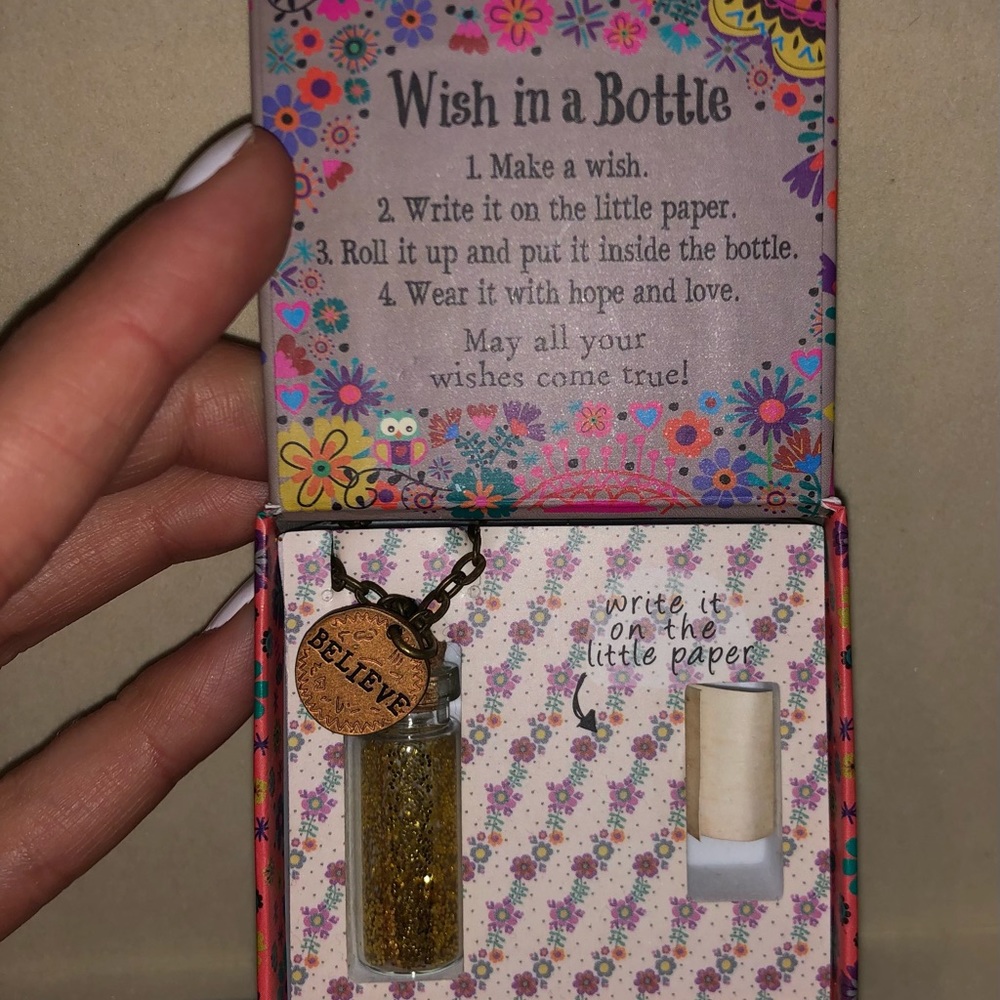 Wish in a Bottle
1. Make a wish.
2. Write it on the little paper.
3. Roll it up and put it inside the bottle.
4. Wear it with hope and love.
May all your
wishes come true!
write it
on the
little paper
BELIEVE